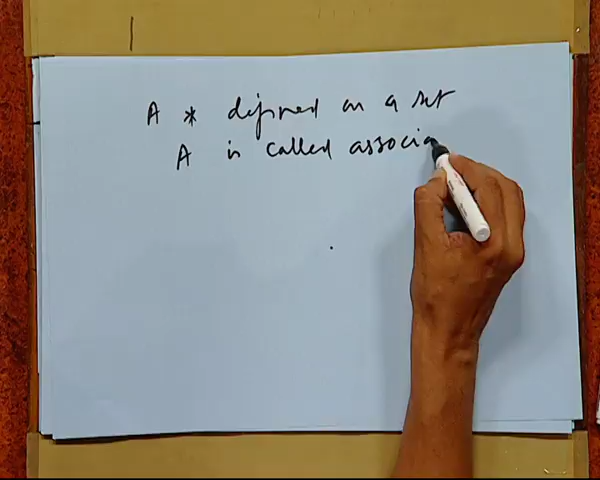 A * defined on a set
A is called associa